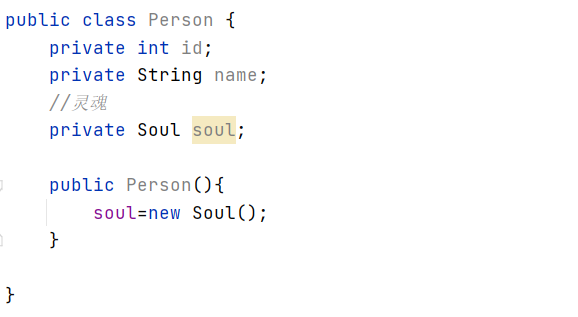 public class Person {
    private int id;
    private String name;
    //灵魂
    private Soul soul;
    public Person(){
        soul=new Soul();
    }
}